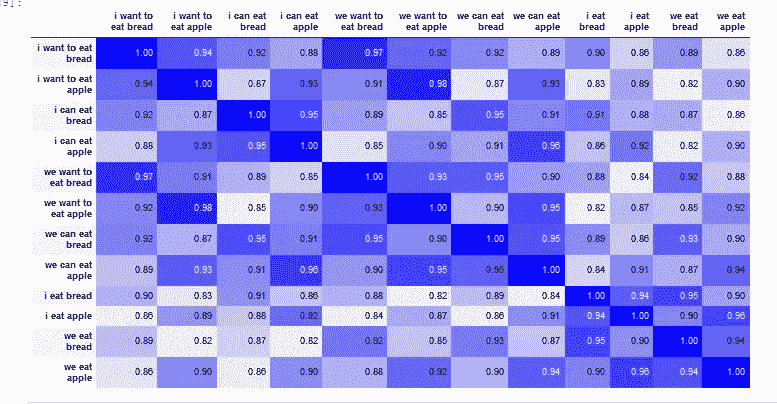 9]:
i want to i want to i can eat i can eat we want to we want to we can eat we can eat i eat i eat we eat we eat
eat bread eat apple bread apple eat bread eat apple bread apple bread apple bread apple
i want to eat
1.00 0.94 0.92 0.88 0.97 0.92 0.92 0.89 0.90 0.86 0.89 0.86
bread
i want to eat
0.94 1.00 0.87 0.93 0.91 0.98 0.87 0.93 0.83 0.89 0.82 0.90
apple
i can eat
0.92 0.87 1.00 0.95 0.89 0.85 0.95 0.91 0.91 0.88 0.87 0.86
bread
i can eat
0.88 0.93 0.95 1.00 0.85 0.90 0.91 0.96 0.86 0.92 0.82 0.90
apple
we want to
0.97 0.91 0.89 0.85 1.00 0.93 0.95 0.90 0.88 0.84 0.92 0.88
eat bread
we want to
0.92 0.98 0.85 0.90 0.93 1.00 0.90 0.95 0.82 0.87 0.85 0.92
eat apple
we can eat
0.92 0.87 0.95 0.91 0.95 0.90 1.00 0.95 0.89 0.86 0.93 0.90
bread
we can eat
0.89 0.93 0.91 0.96 0.90 0.95 0.95 1.00 0.84 0.91 0.87 0.94
apple
i eat bread 0.90 0.83 0.91 0.86 0.88 0.82 0.89 0.84 1.00 0.94 0.95 0.90
i eat apple 0.86 0.89 0.88 0.92 0.84 0.87 0.86 0.91 0.94 1.00 0.90 0.96
we eat
0.89 0.82 0.87 0.82 0.92 0.85 0.93 0.87 0.95 0.90 1.00 0.94
bread
we eat
0.86 0.90 0.86 0.90 0.88 0.92 0.90 0.94 0.90 0.96 0.94 1.00
apple